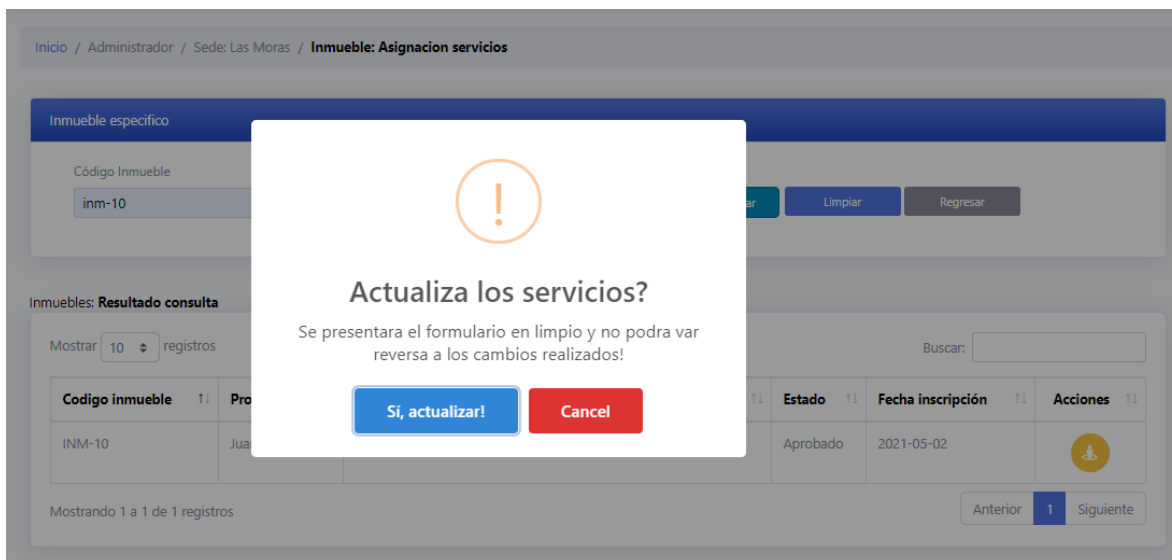 Inicio / Administrador / Sede: Las Moras / Inmueble: Asignacion servicios
Inmueble especifico
Código Inmueble
inm-10
ar
Limpiar
Regresar
!
Actualiza los servicios?
Se presentara el formulario en limpio y no podra var
reversa a los cambios realizados!
Sí, actualizar!
Cancel
Inmuebles: Resultado consulta
Mostrar 10 registros
Buscar:
Codigo inmueble
Pro
Estado
Fecha inscripción
Acciones
INM-10
Jua
Aprobado
2021-05-02
Mostrando 1 a 1 de 1 registros
Anterior 1 Siguiente